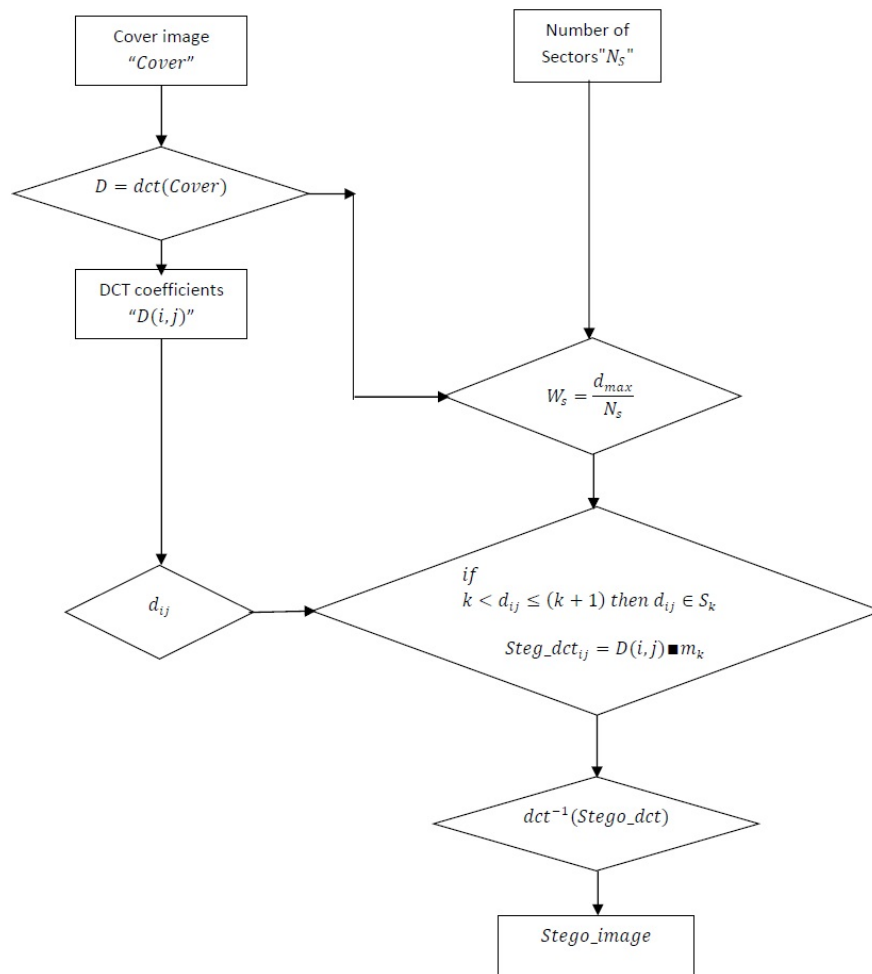 Cover image
“Cover”
Number of
Sectors"N_S"
D = dct(Cover)
DCT coefficients
“D(i,j)”
W_s = d_max / N_s
d_ij
if
k < d_ij ≤ (k + 1) then d_ij ∈ S_k
Steg_dct_ij = D(i,j)■m_k
dct⁻¹(Stego_dct)
Stego_image